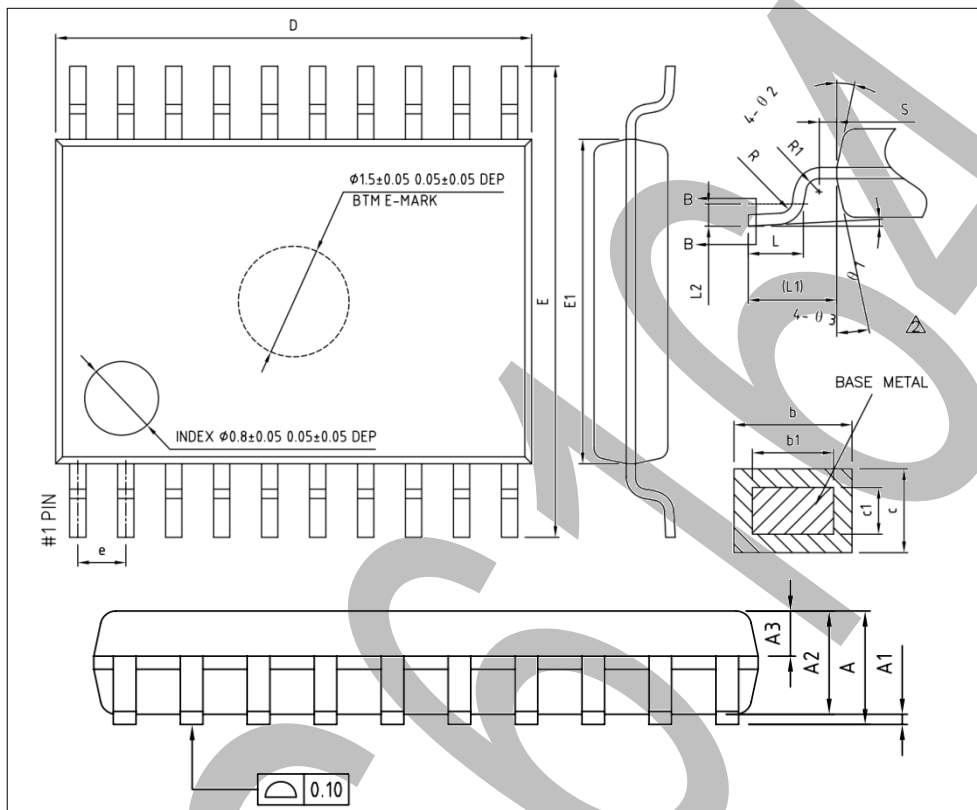 D
4-θ2
S
R1
R
Φ1.5±0.05 0.05±0.05 DEP
BTM E-MARK
B
B
L
L2
E
E1
(L1)
θ1
4-θ3
2
BASE METAL
b
b1
INDEX Φ0.8±0.05 0.05±0.05 DEP
c1
c
#1 PIN
e
A3
A2
A
A1
0.10